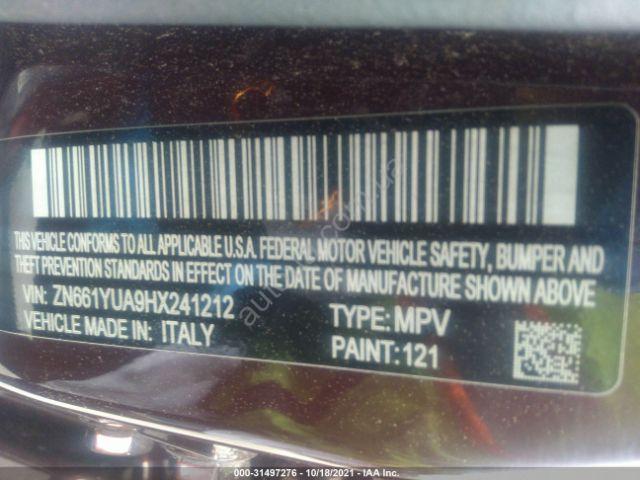 THIS VEHICLE CONFORMS TO ALL APPLICABLE U.S.A. FEDERAL MOTOR VEHICLE SAFETY, BUMPER AND
THEFT PREVENTION STANDARDS IN EFFECT ON THE DATE OF MANUFACTURE SHOWN ABOVE
VIN: ZN661YUA9HX241212 TYPE: MPV
VEHICLE MADE IN: ITALY PAINT: 121
000-31497276 - 10/18/2021 - IAA Inc.